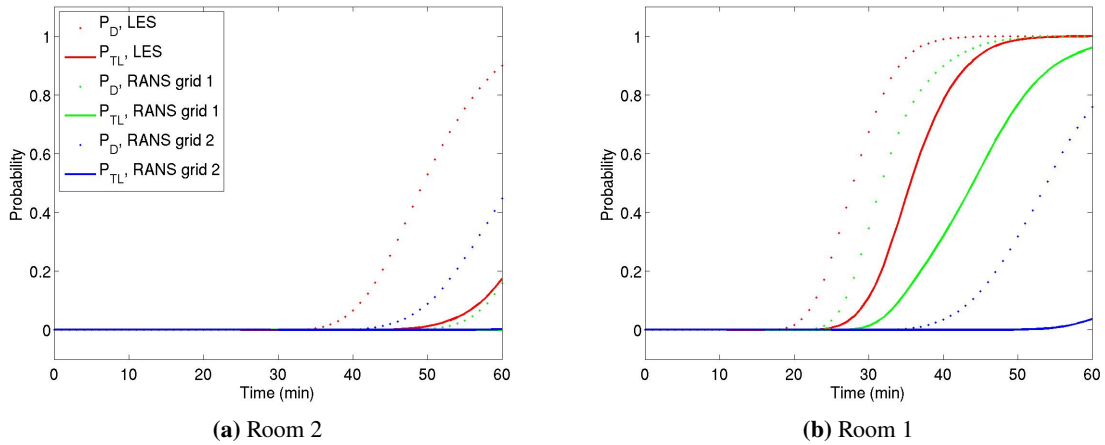 P_D, LES
P_TL, LES
P_D, RANS grid 1
P_TL, RANS grid 1
P_D, RANS grid 2
P_TL, RANS grid 2
1
0.8
0.6
0.4
0.2
0
Probability
0 10 20 30 40 50 60
Time (min)
(a) Room 2
1
0.8
0.6
0.4
0.2
0
Probability
0 10 20 30 40 50 60
Time (min)
(b) Room 1